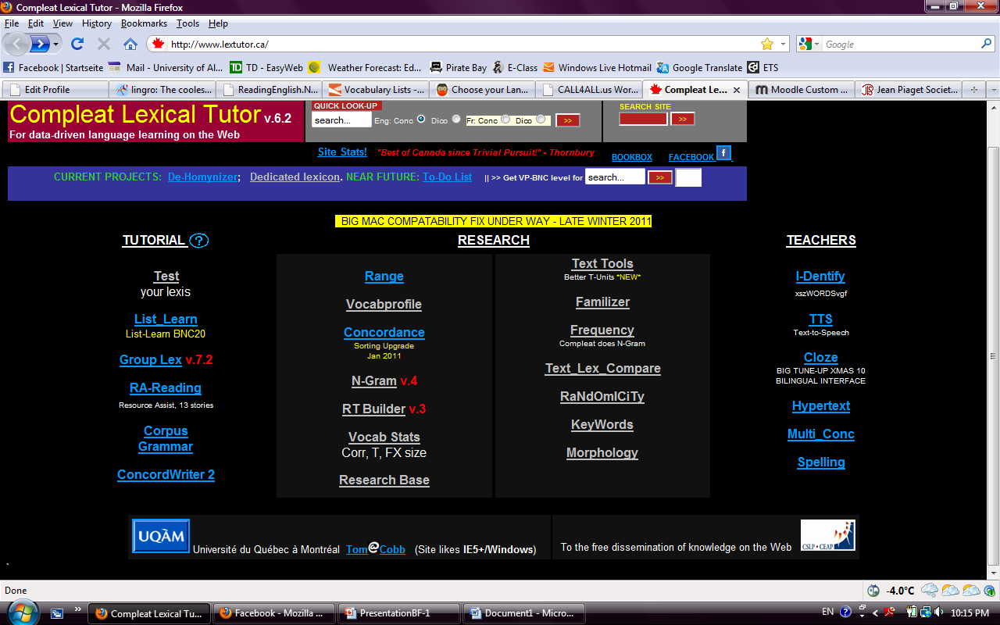 Compleat Lexical Tutor - Mozilla Firefox
File Edit View History Bookmarks Tools Help
http://www.lextutor.ca/
Google
Facebook | Startseite Mail - University of Al... TD - EasyWeb Weather Forecast: Ed... Pirate Bay E-Class Windows Live Hotmail Google Translate ETS
Edit Profile lingro: The cooles... ReadingEnglish.N... Vocabulary Lists -... Choose your Lan... CALL4ALL.us Wor... Compleat Le... Moodle Custom ... Jean Piaget Societ...
Compleat Lexical Tutor v.6.2
For data-driven language learning on the Web
QUICK LOOK-UP
search... Eng: Conc Dico Fr: Conc Dico >>
SEARCH SITE
>>
Site Stats! "Best of Canada since Trivial Pursuit!" - Thornbury BOOKBOX FACEBOOK f
CURRENT PROJECTS: De-Homynizer; Dedicated lexicon. NEAR FUTURE: To-Do List || >> Get VP-BNC level for search... >>
BIG MAC COMPATABILITY FIX UNDER WAY - LATE WINTER 2011
TUTORIAL ?
Test
your lexis
List_Learn
List-Learn BNC20
Group Lex v.7.2
RA-Reading
Resource Assist, 13 stories
Corpus
Grammar
ConcordWriter 2
RESEARCH
Range
Vocabprofile
Concordance
Sorting Upgrade
Jan 2011
N-Gram v.4
RT Builder v.3
Vocab Stats
Corr, T, FX size
Research Base
Text Tools
Better T-Units *NEW*
Familizer
Frequency
Compleat does N-Gram
Text_Lex_Compare
RaNdOmICiTy
KeyWords
Morphology
TEACHERS
I-Dentify
xszWORDSvgf
TTS
Text-to-Speech
Cloze
BIG TUNE-UP XMAS 10
BILINGUAL INTERFACE
Hypertext
Multi_Conc
Spelling
UQÀM Université du Québec à Montréal Tom@Cobb (Site likes IE5+/Windows)
To the free dissemination of knowledge on the Web CSLP • CEAP
Done -4.0°C
Compleat Lexical Tu... Facebook - Mozilla ... PresentationBF-1 Document1 - Micro... EN 10:15 PM